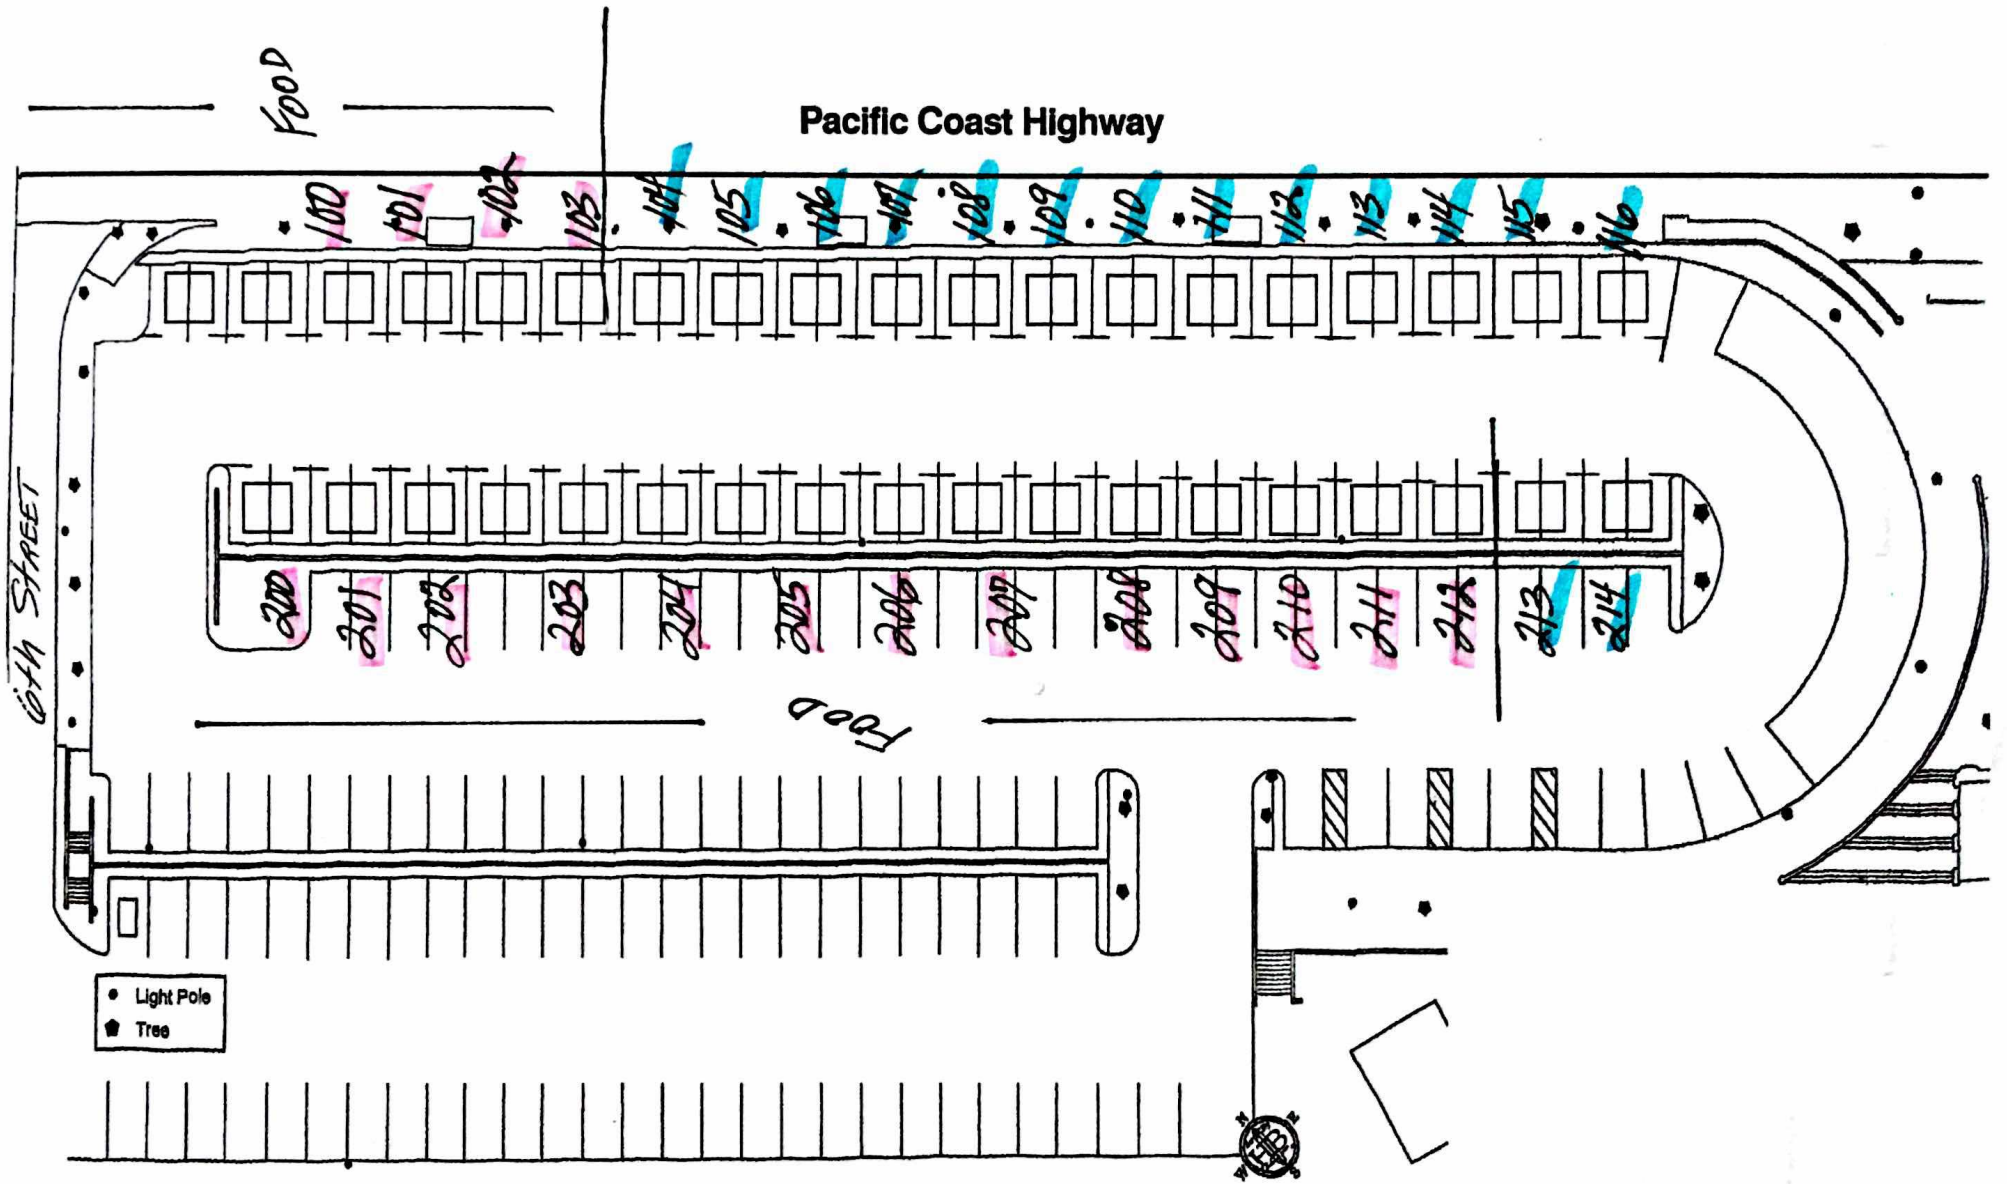 FOOD
Pacific Coast Highway
100 101 102 103 104 105 106 107 108 109 110 111 112 113 114 115 116
6th STREET
200 201 202 203 204 205 206 207 208 209 210 211 212 213 214
FOOD
Light Pole
Tree